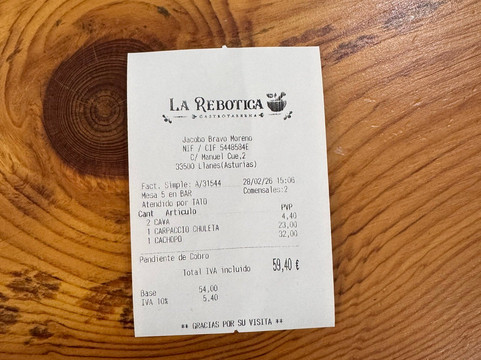 LA REBOTICA
GASTROTABERNA
Jacobo Bravo Moreno
NIF / CIF 5448584E
C/ Manuel Cue,2
33500 Llanes(Asturias)
Fact. Simple: A/31544 28/02/26 15:06
Mesa 5 en BAR Comensales:2
Atendido por TATO
Cant Artículo PVP
2 CAVA 4,40
1 CARPACCIO CHULETA 23,00
1 CACHOPO 32,00
Pendiente de Cobro
Total IVA incluido 59,40 €
Base 54,00
IVA 10% 5,40
** GRACIAS POR SU VISITA **